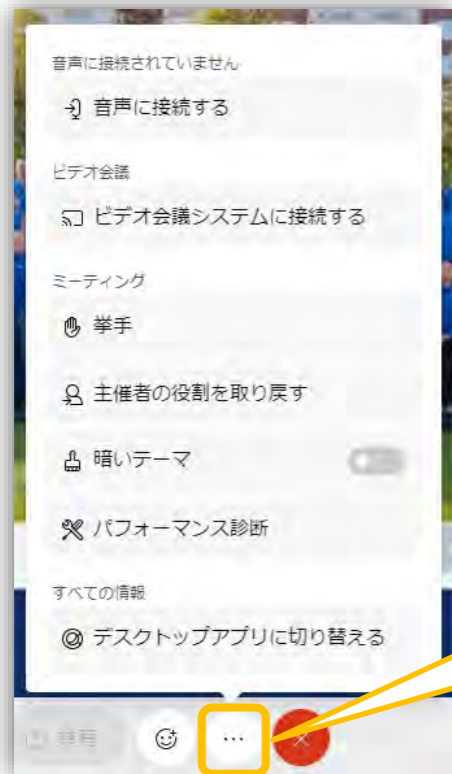 音声に接続されていません
音声に接続する
ビデオ会議
ビデオ会議システムに接続する
ミーティング
挙手
主催者の役割を取り戻す
暗いテーマ
パフォーマンス診断
すべての情報
デスクトップアプリに切り替える
共有